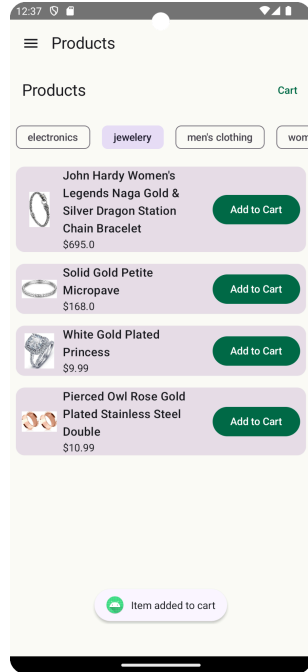 12:37
Products
Products
Cart
electronics
jewelery
men's clothing
wom
John Hardy Women's
Legends Naga Gold &
Silver Dragon Station
Chain Bracelet
$695.0
Add to Cart
Solid Gold Petite
Micropave
$168.0
Add to Cart
White Gold Plated
Princess
$9.99
Add to Cart
Pierced Owl Rose Gold
Plated Stainless Steel
Double
$10.99
Add to Cart
Item added to cart